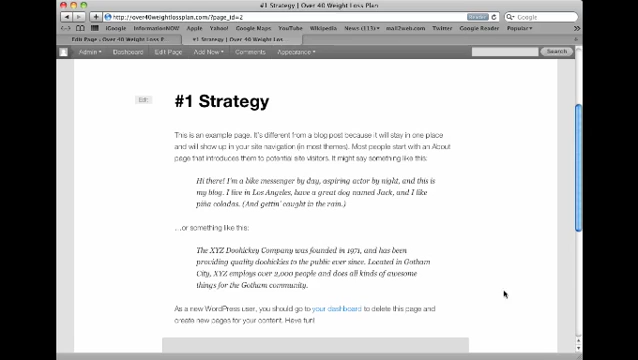 #1 Strategy | Over 40 Weight Loss Plan
http://over40weightlossplan.com/?page_id=2
Reader
Google
iGoogle InformationNOW Apple Yahoo! Google Maps YouTube Wikipedia News (113) mail2web.com Twitter Google Reader Popular
Edit Page ‹ Over 40 Weight Loss P
#1 Strategy | Over 40 Weight Los
Admin Dashboard Edit Page Add New Comments Appearance Search
Edit
#1 Strategy
This is an example page. It's different from a blog post because it will stay in one place
and will show up in your site navigation (in most themes). Most people start with an About
page that introduces them to potential site visitors. It might say something like this:
Hi there! I'm a bike messenger by day, aspiring actor by night, and this is
my blog. I live in Los Angeles, have a great dog named Jack, and I like
piña coladas. (And gettin' caught in the rain.)
...or something like this:
The XYZ Doohickey Company was founded in 1971, and has been
providing quality doohickies to the public ever since. Located in Gotham
City, XYZ employs over 2,000 people and does all kinds of awesome
things for the Gotham community.
As a new WordPress user, you should go to your dashboard to delete this page and
create new pages for your content. Have fun!